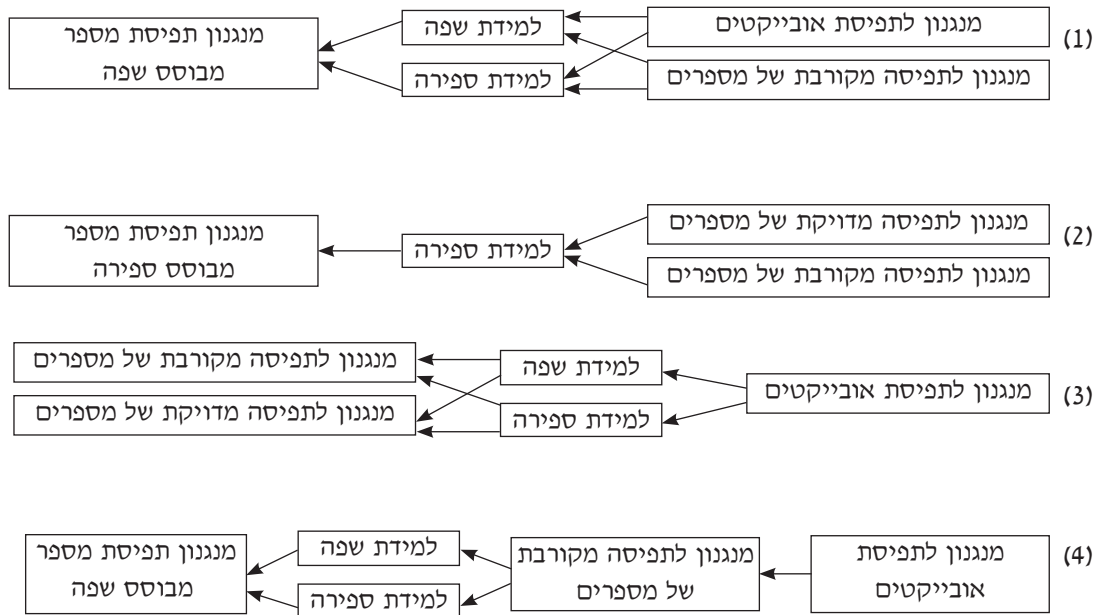 (1)
מנגנון לתפיסת אובייקטים
מנגנון לתפיסה מקורבת של מספרים
למידת שפה
למידת ספירה
מנגנון תפיסת מספר
מבוסס שפה
(2)
מנגנון לתפיסה מדויקת של מספרים
מנגנון לתפיסה מקורבת של מספרים
למידת ספירה
מנגנון תפיסת מספר
מבוסס ספירה
(3)
מנגנון לתפיסת אובייקטים
למידת שפה
למידת ספירה
מנגנון לתפיסה מקורבת של מספרים
מנגנון לתפיסה מדויקת של מספרים
(4)
מנגנון לתפיסת
אובייקטים
מנגנון לתפיסה מקורבת
של מספרים
למידת שפה
למידת ספירה
מנגנון תפיסת מספר
מבוסס שפה